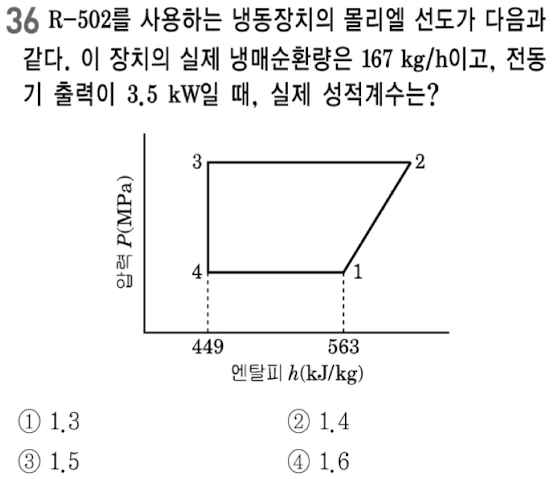 36 R-502를 사용하는 냉동장치의 몰리엘 선도가 다음과
같다. 이 장치의 실제 냉매순환량은 167 kg/h이고, 전동
기 출력이 3.5 kW일 때, 실제 성적계수는?
3
2
압력 P(MPa)
4
1
449
563
엔탈피 h(kJ/kg)
① 1.3
② 1.4
③ 1.5
④ 1.6